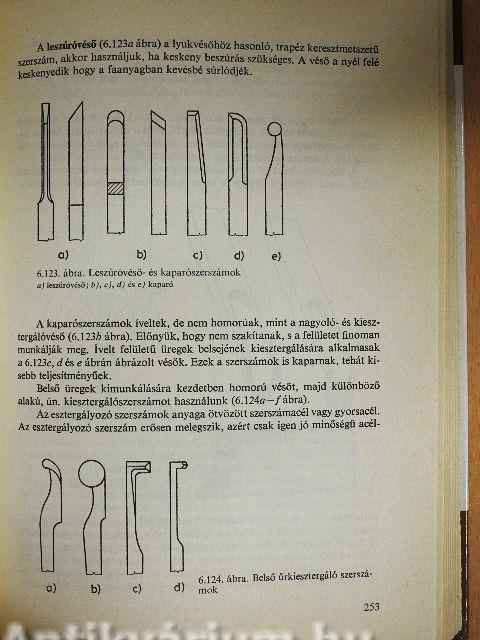 A leszúróvéső (6.123a ábra) a lyukvésőhöz hasonló, trapéz keresztmetszetű
szerszám, akkor használjuk, ha keskeny beszúrás szükséges. A véső a nyél felé
keskenyedik hogy a faanyagban kevésbé súrlódjék.
a) b) c) d) e)
6.123. ábra. Leszúróvéső- és kaparószerszámok
a) leszúróvéső; b), c), d) és e) kaparó
A kaparószerszámok íveltek, de nem homorúak, mint a nagyoló- és kiesz-
tergálóvéső (6.123b ábra). Előnyük, hogy nem szakítanak, s a felületet finoman
munkálják meg. Ívelt felületű üregek belsejének kiesztergálására alkalmasak
a 6.123c, d és e ábrán ábrázolt vésők. Ezek a szerszámok is kaparnak, tehát ki-
sebb teljesítményűek.
Belső üregek kimunkálására kezdetben homorú vésőt, majd különböző
alakú, ún. kiesztergálószerszámot használunk (6.124a—f ábra).
Az esztergályozó szerszámok anyaga ötvözött szerszámacél vagy gyorsacél.
Az esztergályozó szerszám erősen melegszik, azért csak igen jó minőségű acél-
a) b) c) d)
6.124. ábra. Belső űrkiesztergáló szerszá-
mok
253
Antikvárium.hu